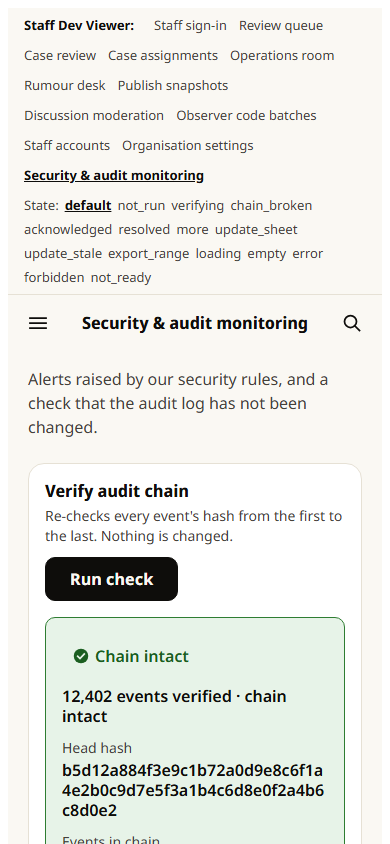 Staff Dev Viewer: Staff sign-in Review queue
Case review Case assignments Operations room
Rumour desk Publish snapshots
Discussion moderation Observer code batches
Staff accounts Organisation settings
Security & audit monitoring
State: default not_run verifying chain_broken
acknowledged resolved more update_sheet
update_stale export_range loading empty error
forbidden not_ready
Security & audit monitoring
Alerts raised by our security rules, and a
check that the audit log has not been
changed.
Verify audit chain
Re-checks every event's hash from the first to
the last. Nothing is changed.
Run check
Chain intact
12,402 events verified · chain
intact
Head hash
b5d12a884f3e9c1b72a0d9e8c6f1a
4e2b0c9d7e5f3a1b4c6d8e0f2a4b6
c8d0e2
Events in chain